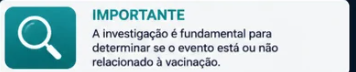 IMPORTANTE
A investigação é fundamental para
determinar se o evento está ou não
relacionado à vacinação.